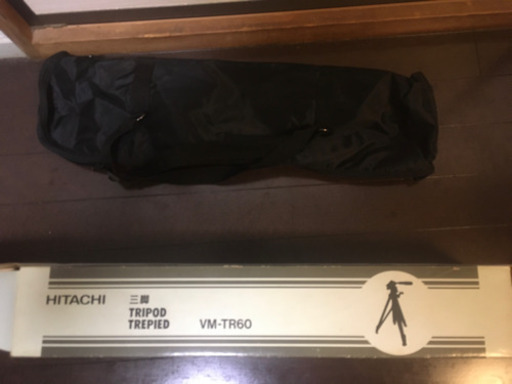 HITACHI
三脚
TRIPOD
TREPIED
VM-TR60